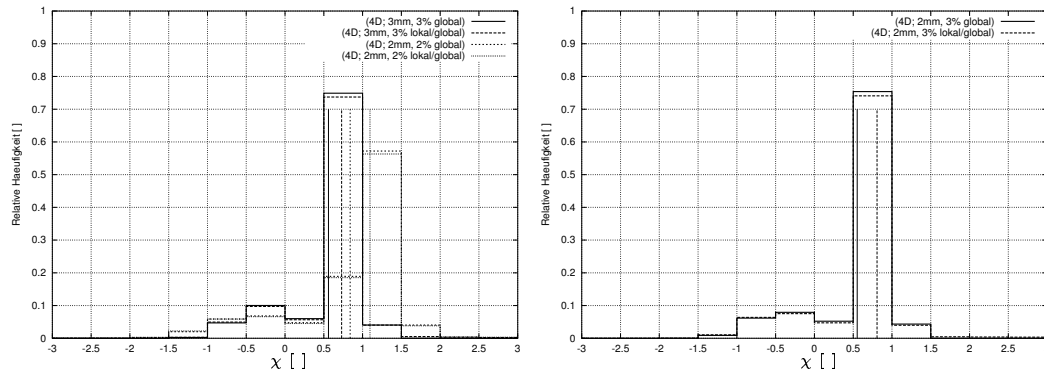 (4D; 3mm, 3% global)
(4D; 3mm, 3% lokal/global)
(4D; 2mm, 2% global)
(4D; 2mm, 2% lokal/global)
Relative Haeufigkeit [ ]
1
0.9
0.8
0.7
0.6
0.5
0.4
0.3
0.2
0.1
0
-3 -2.5 -2 -1.5 -1 -0.5 0 0.5 1 1.5 2 2.5 3
χ [ ]
(4D; 2mm, 3% global)
(4D; 2mm, 3% lokal/global)
Relative Haeufigkeit [ ]
1
0.9
0.8
0.7
0.6
0.5
0.4
0.3
0.2
0.1
0
-3 -2.5 -2 -1.5 -1 -0.5 0 0.5 1 1.5 2 2.5
χ [ ]